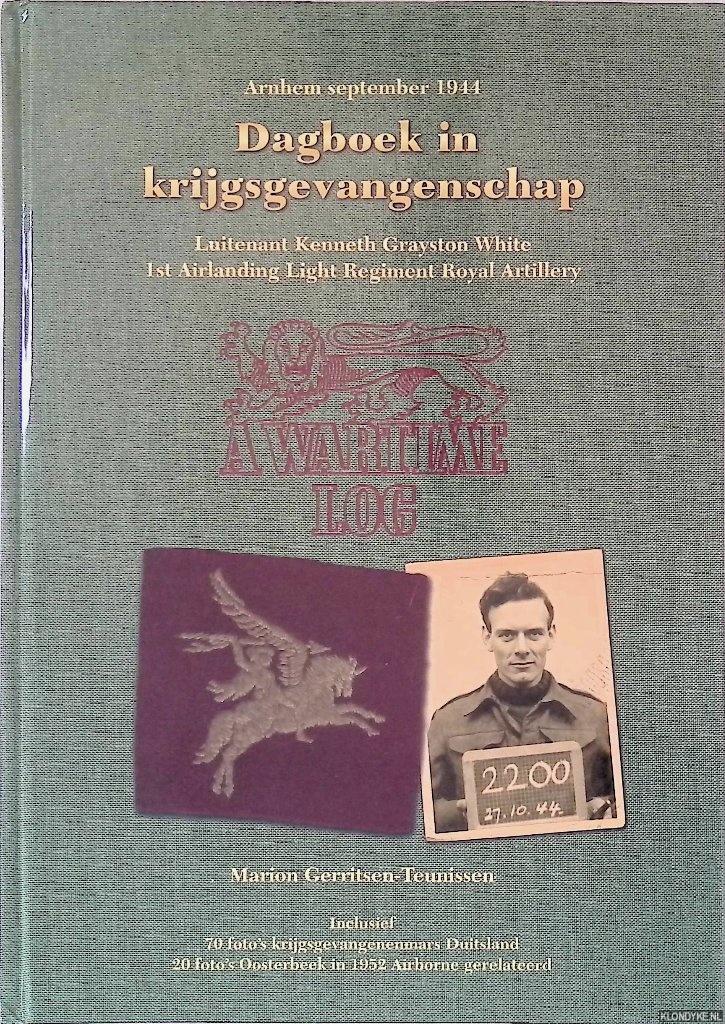 Arnhem september 1944
Dagboek in
krijgsgevangenschap
Luitenant Kenneth Grayston White
1st Airlanding Light Regiment Royal Artillery
A WARTIME
LOG
2200
27.10.44.
Marion Gerritsen-Teunissen
Inclusief
70 foto's krijgsgevangenenmars Duitsland
20 foto's Oosterbeek in 1952 Airborne gerelateerd
KLONDYKE.NL